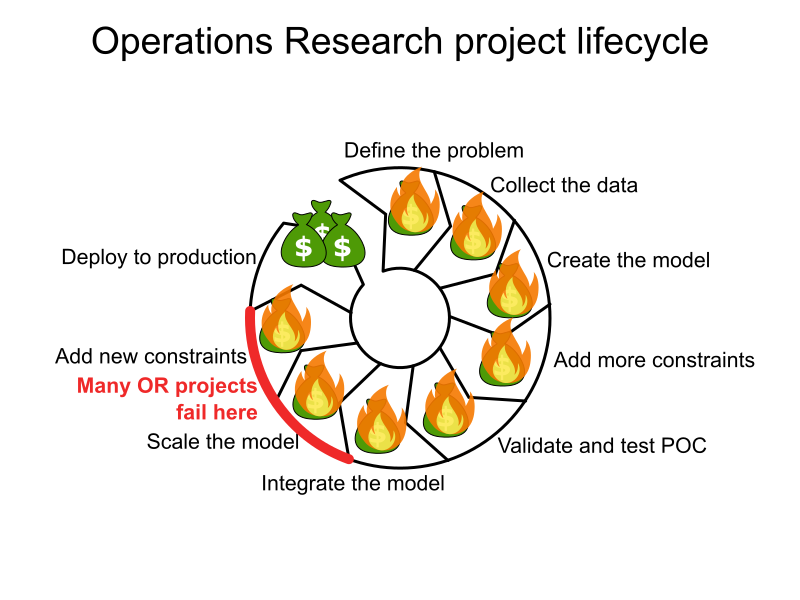 Operations Research project lifecycle
Define the problem
Collect the data
Create the model
Add more constraints
Validate and test POC
Integrate the model
Scale the model
Many OR projects
fail here
Add new constraints
Deploy to production
$ $ $